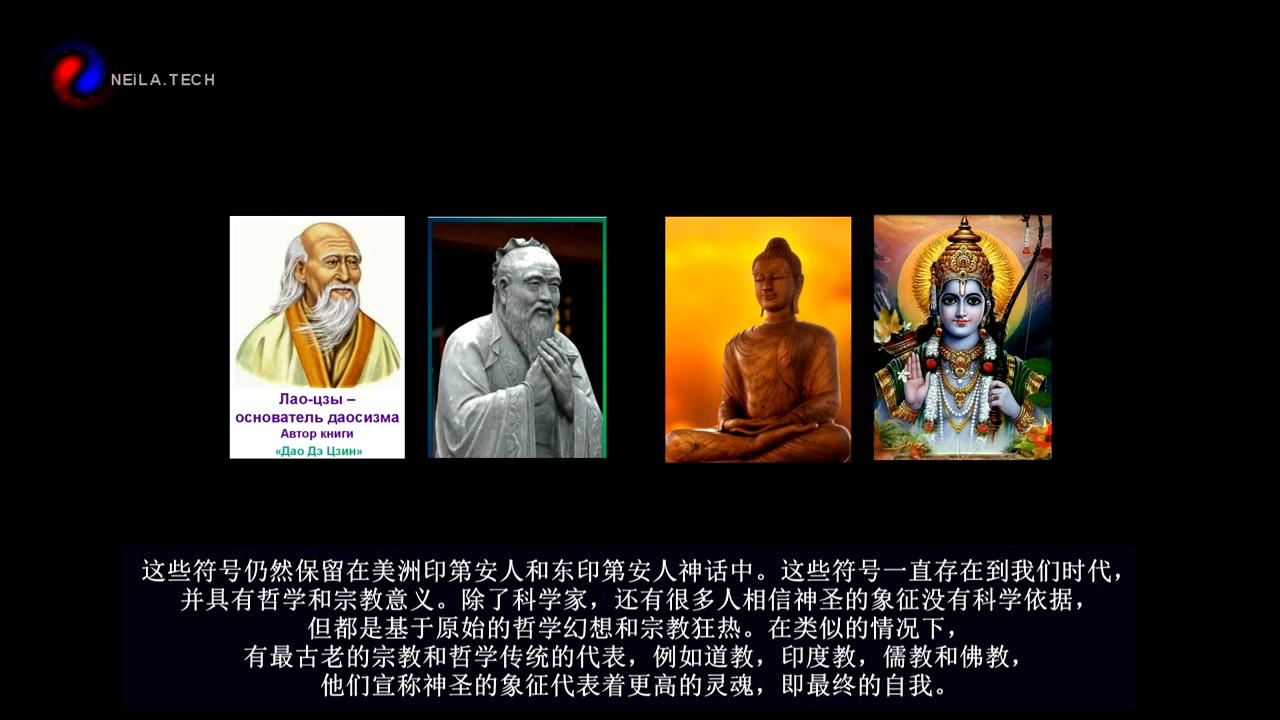 NEiLA.TECH
Лао-цзы –
основатель даосизма
Автор книги
«Дао Дэ Цзин»
这些符号仍然保留在美洲印第安人和东印第安人神话中。这些符号一直存在到我们时代，
并具有哲学和宗教意义。除了科学家，还有很多人相信神圣的象征没有科学依据，
但都是基于原始的哲学幻想和宗教狂热。在类似的情况下，
有最古老的宗教和哲学传统的代表，例如道教，印度教，儒教和佛教，
他们宣称神圣的象征代表着更高的灵魂，即最终的自我。